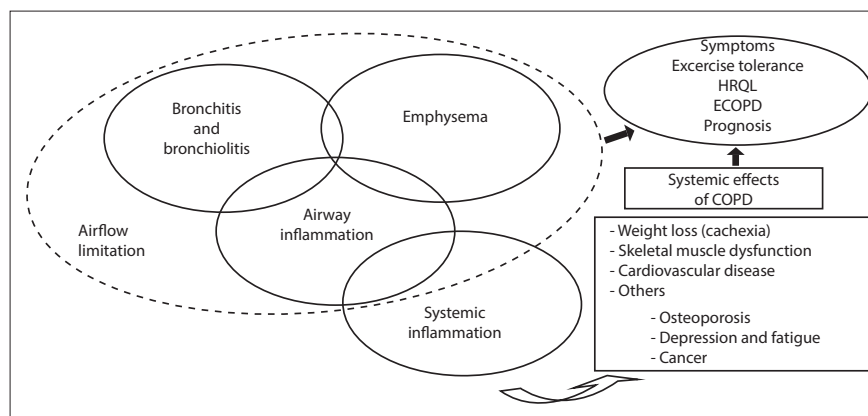 Bronchitis
and
bronchiolitis
Emphysema
Airflow
limitation
Airway
inflammation
Systemic
inflammation
Symptoms
Excercise tolerance
HRQL
ECOPD
Prognosis
Systemic effects
of COPD
- Weight loss (cachexia)
- Skeletal muscle dysfunction
- Cardiovascular disease
- Others
- Osteoporosis
- Depression and fatigue
- Cancer